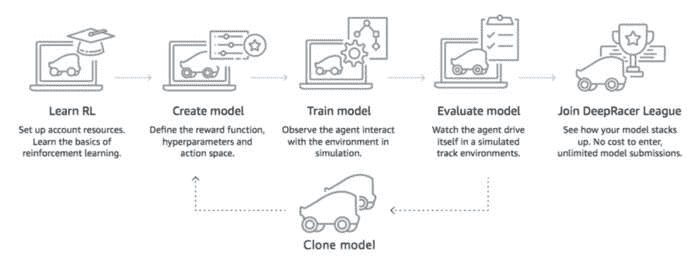 Learn RL
Set up account resources.
Learn the basics of
reinforcement learning.
Create model
Define the reward function,
hyperparameters and
action space.
Train model
Observe the agent interact
with the environment in
simulation.
Evaluate model
Watch the agent drive
itself in a simulated
track environments.
Join DeepRacer League
See how your model stacks
up. No cost to enter,
unlimited model submissions.
Clone model